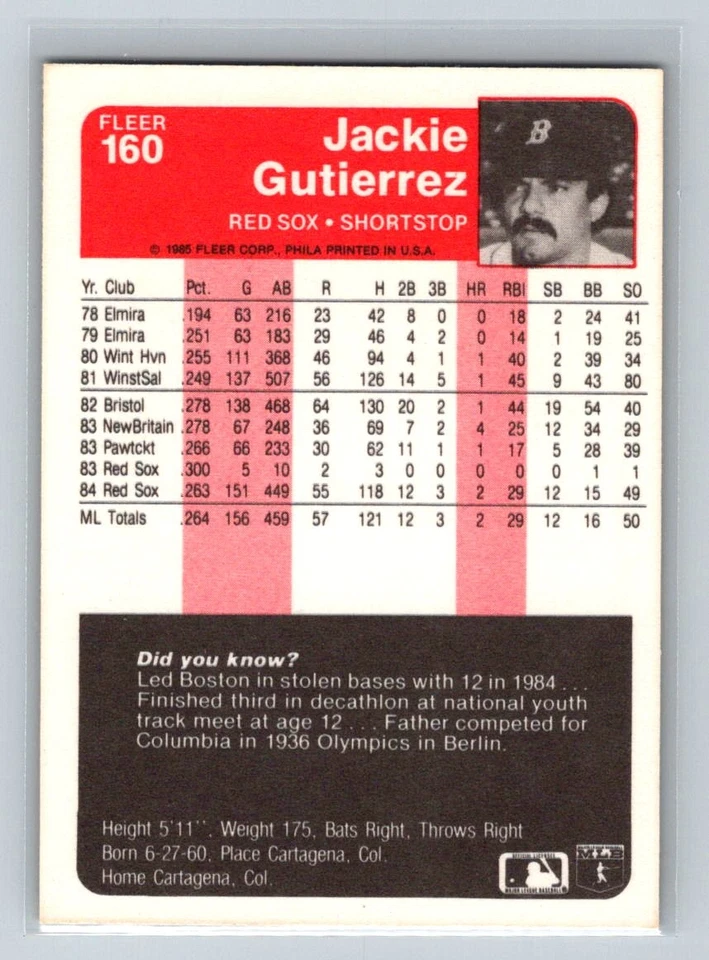 FLEER
160
Jackie
Gutierrez
RED SOX • SHORTSTOP
© 1985 FLEER CORP., PHILA PRINTED IN U.S.A.
B
Yr. Club Pct. G AB R H 2B 3B HR RBI SB BB SO
78 Elmira .194 63 216 23 42 8 0 0 18 2 24 41
79 Elmira .251 63 183 29 46 4 2 0 14 1 19 25
80 Wint Hvn .255 111 368 46 94 4 1 1 40 2 39 34
81 WinstSal .249 137 507 56 126 14 5 1 45 9 43 80
82 Bristol .278 138 468 64 130 20 2 1 44 19 54 40
83 NewBritain .278 67 248 36 69 7 2 4 25 12 34 29
83 Pawtckt .266 66 233 30 62 11 1 1 17 5 28 39
83 Red Sox .300 5 10 2 3 0 0 0 0 0 1 1
84 Red Sox .263 151 449 55 118 12 3 2 29 12 15 49
ML Totals .264 156 459 57 121 12 3 2 29 12 16 50
Did you know?
Led Boston in stolen bases with 12 in 1984 . . .
Finished third in decathlon at national youth
track meet at age 12 . . . Father competed for
Columbia in 1936 Olympics in Berlin.
Height 5'11'', Weight 175, Bats Right, Throws Right
Born 6-27-60, Place Cartagena, Col.
Home Cartagena, Col.
MAJOR LEAGUE BASEBALL